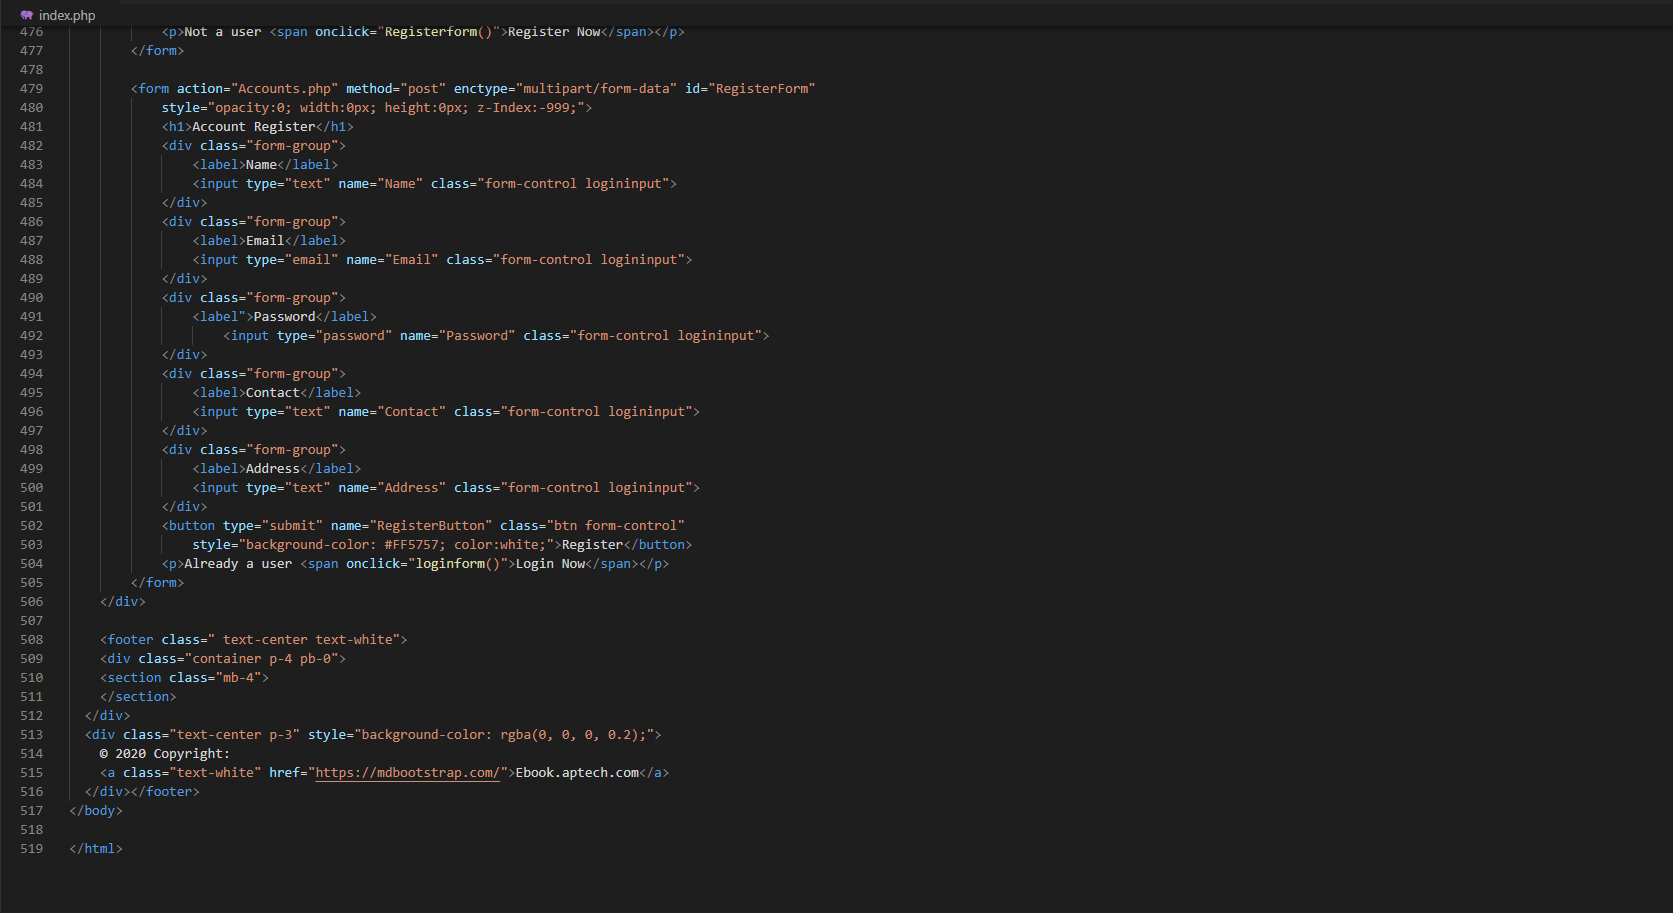 index.php
476 <p>Not a user <span onclick="Registerform()">Register Now</span></p>
477 </form>
478
479 <form action="Accounts.php" method="post" enctype="multipart/form-data" id="RegisterForm"
480 style="opacity:0; width:0px; height:0px; z-Index:-999;">
481 <h1>Account Register</h1>
482 <div class="form-group">
483 <label>Name</label>
484 <input type="text" name="Name" class="form-control logininput">
485 </div>
486 <div class="form-group">
487 <label>Email</label>
488 <input type="email" name="Email" class="form-control logininput">
489 </div>
490 <div class="form-group">
491 <label">Password</label>
492 <input type="password" name="Password" class="form-control logininput">
493 </div>
494 <div class="form-group">
495 <label>Contact</label>
496 <input type="text" name="Contact" class="form-control logininput">
497 </div>
498 <div class="form-group">
499 <label>Address</label>
500 <input type="text" name="Address" class="form-control logininput">
501 </div>
502 <button type="submit" name="RegisterButton" class="btn form-control"
503 style="background-color: #FF5757; color:white;">Register</button>
504 <p>Already a user <span onclick="loginform()">Login Now</span></p>
505 </form>
506 </div>
507
508 <footer class=" text-center text-white">
509 <div class="container p-4 pb-0">
510 <section class="mb-4">
511 </section>
512 </div>
513 <div class="text-center p-3" style="background-color: rgba(0, 0, 0, 0.2);">
514 © 2020 Copyright:
515 <a class="text-white" href="https://mdbootstrap.com/">Ebook.aptech.com</a>
516 </div></footer>
517 </body>
518
519 </html>